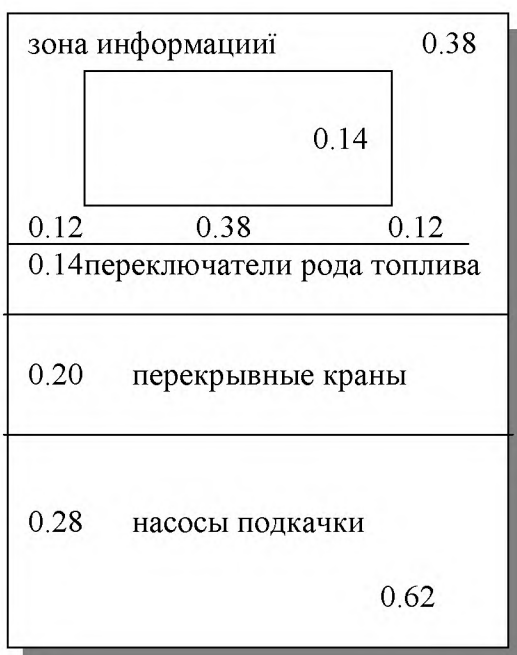 зона информациії 0.38
0.14
0.12 0.38 0.12
0.14переключатели рода топлива
0.20 перекрывные краны
0.28 насосы подкачки
0.62